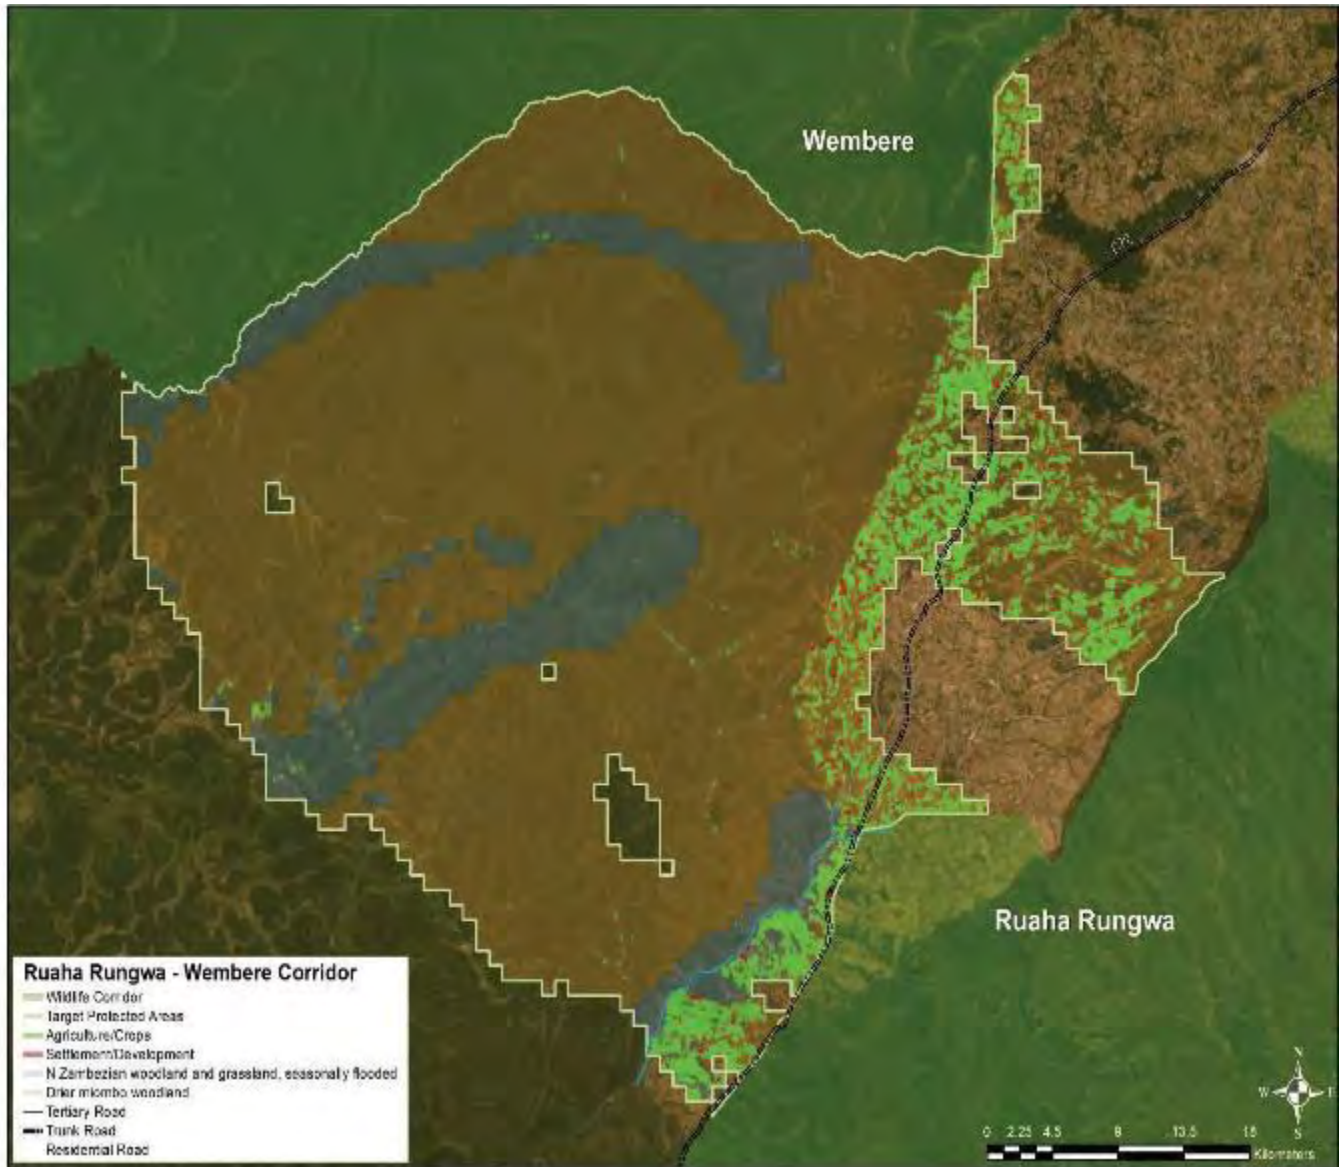 Wembere
Ruaha Rungwa
Ruaha Rungwa - Wembere Corridor
Wildlife Corridor
Target Protected Areas
Agriculture/Crops
Settlement/Development
N Zambezian woodland and grassland, seasonally flooded
Drier miombo woodland
Tertiary Road
Trunk Road
Residential Road
N
W
E
S
0 2.25 4.5 9 13.5 18
Kilometers